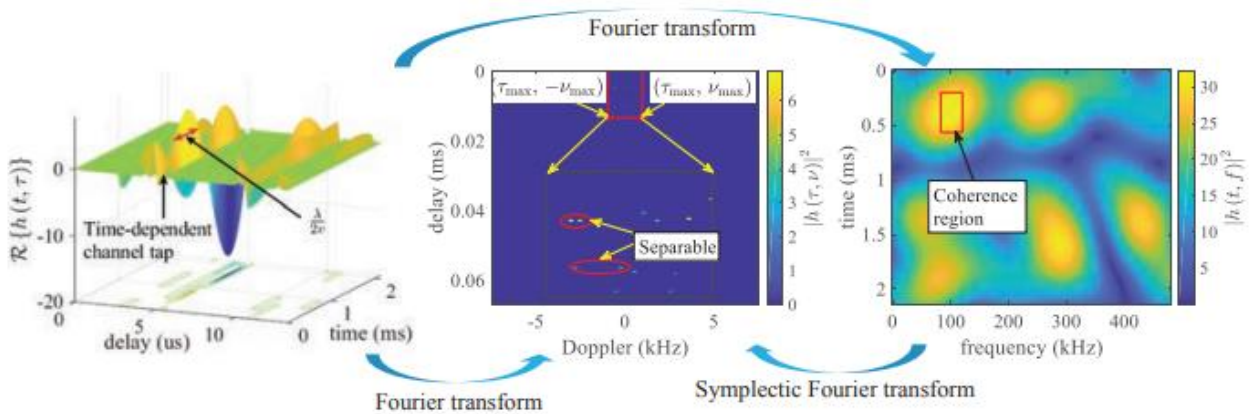 Fourier transform
ℛ {h (t, τ)}
0
-10
-20
Time-dependent
channel tap
λ/2v
0
5
10
delay (us)
0
1
2
time (ms)
0
0.02
0.04
0.06
delay (ms)
(τmax, -νmax)
(τmax, νmax)
Separable
-5
0
5
Doppler (kHz)
6
5
4
3
2
1
0
|h (τ, ν)|²
0
0.5
1
1.5
2
time (ms)
Coherence
region
0
100
200
300
400
frequency (kHz)
30
25
20
15
10
5
|h (t, f)|²
Fourier transform
Symplectic Fourier transform